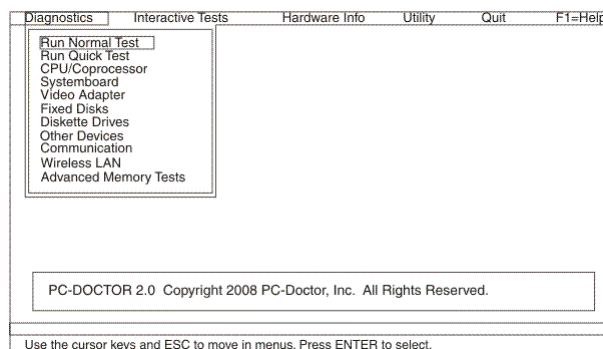 Diagnostics Interactive Tests Hardware Info Utility Quit F1=Help
Run Normal Test
Run Quick Test
CPU/Coprocessor
Systemboard
Video Adapter
Fixed Disks
Diskette Drives
Other Devices
Communication
Wireless LAN
Advanced Memory Tests
PC-DOCTOR 2.0 Copyright 2008 PC-Doctor, Inc. All Rights Reserved.
Use the cursor keys and ESC to move in menus. Press ENTER to select.